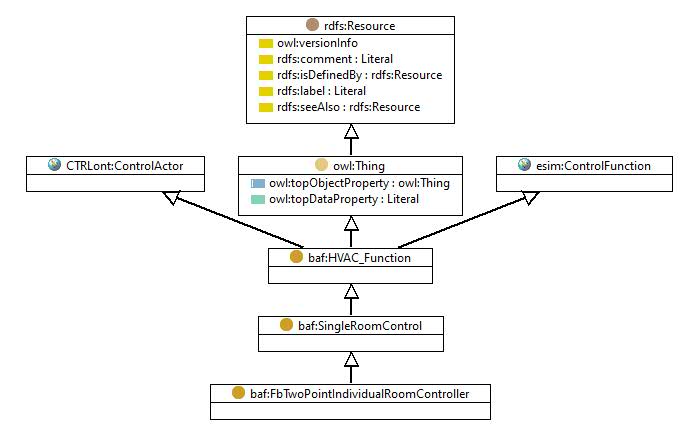 rdfs:Resource
owl:versionInfo
rdfs:comment : Literal
rdfs:isDefinedBy : rdfs:Resource
rdfs:label : Literal
rdfs:seeAlso : rdfs:Resource
CTRLont:ControlActor
owl:Thing
owl:topObjectProperty : owl:Thing
owl:topDataProperty : Literal
esim:ControlFunction
baf:HVAC_Function
baf:SingleRoomControl
baf:FbTwoPointIndividualRoomController